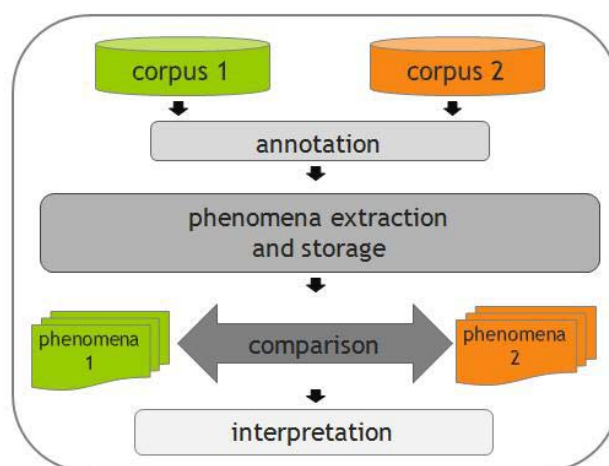 corpus 1
corpus 2
annotation
phenomena extraction
and storage
phenomena
1
comparison
phenomena
2
interpretation